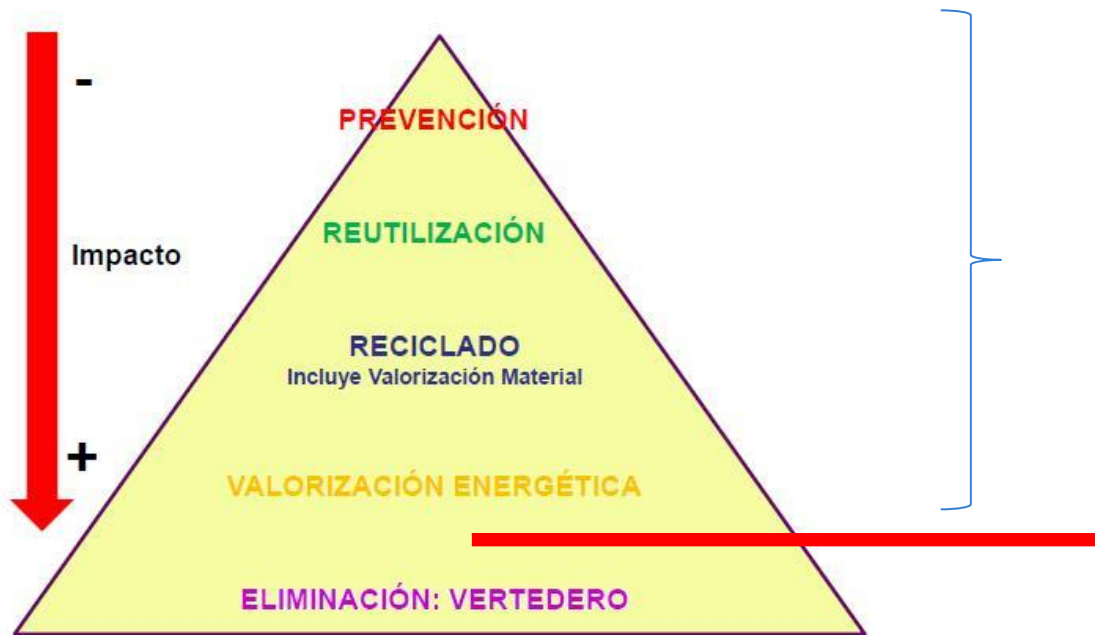 -
PREVENCIÓN
REUTILIZACIÓN
Impacto
RECICLADO
Incluye Valorización Material
+
VALORIZACIÓN ENERGÉTICA
ELIMINACIÓN: VERTEDERO